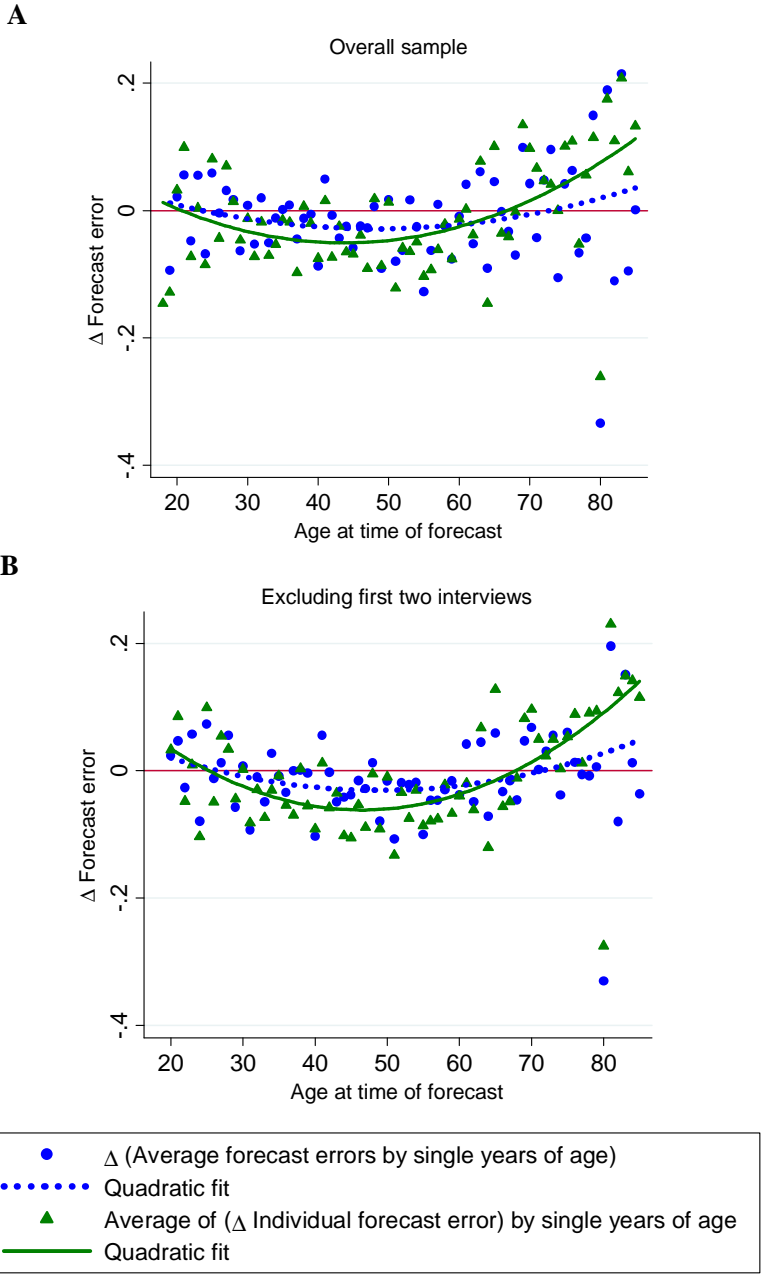 A
Overall sample
.2
0
-.2
-.4
Δ Forecast error
20 30 40 50 60 70 80
Age at time of forecast
B
Excluding first two interviews
.2
0
-.2
-.4
Δ Forecast error
20 30 40 50 60 70 80
Age at time of forecast
Δ (Average forecast errors by single years of age)
Quadratic fit
Average of (Δ Individual forecast error) by single years of age
Quadratic fit